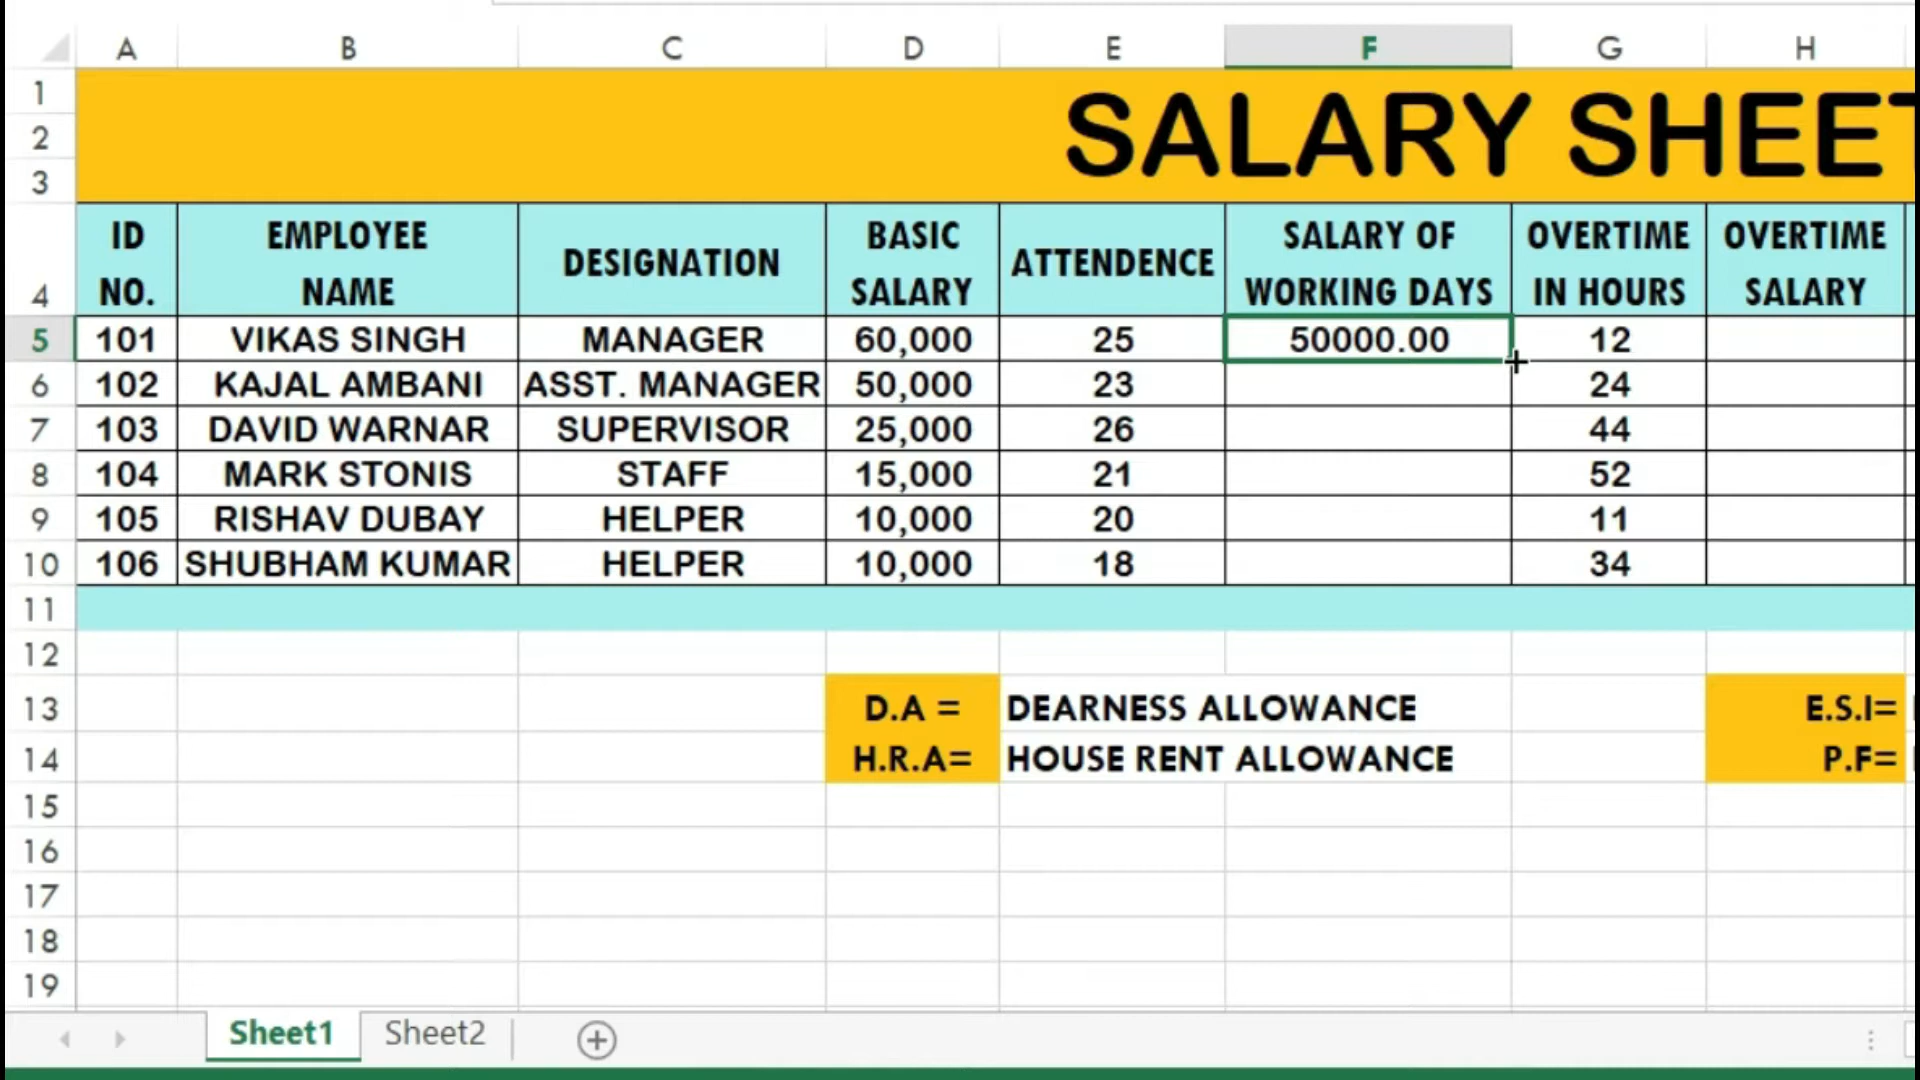 A B C D E F G H
1
2
3
SALARY SHEET
4
ID NO. EMPLOYEE NAME DESIGNATION BASIC SALARY ATTENDENCE SALARY OF WORKING DAYS OVERTIME IN HOURS OVERTIME SALARY
5 101 VIKAS SINGH MANAGER 60,000 25 50000.00 12
6 102 KAJAL AMBANI ASST. MANAGER 50,000 23 24
7 103 DAVID WARNAR SUPERVISOR 25,000 26 44
8 104 MARK STONIS STAFF 15,000 21 52
9 105 RISHAV DUBAY HELPER 10,000 20 11
10 106 SHUBHAM KUMAR HELPER 10,000 18 34
11
12
13 D.A = DEARNESS ALLOWANCE E.S.I=
14 H.R.A= HOUSE RENT ALLOWANCE P.F=
15
16
17
18
19
Sheet1 Sheet2